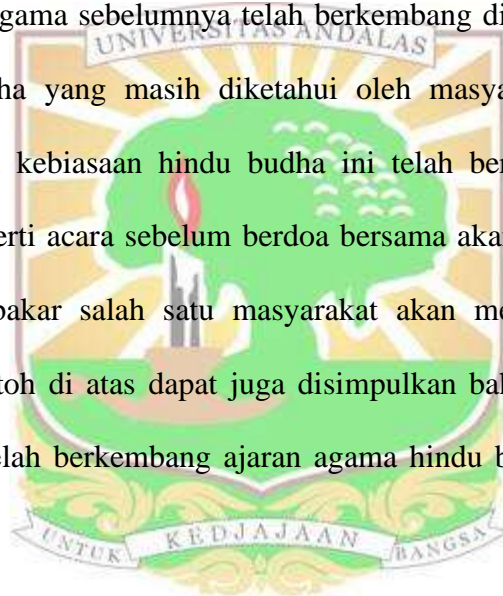 gama sebelumnya telah berkembang di
UNIVERSITAS ANDALAS
ha yang masih diketahui oleh masya
kebiasaan hindu budha ini telah ber
erti acara sebelum berdoa bersama aka
bakar salah satu masyarakat akan me
toh di atas dapat juga disimpulkan ba
elah berkembang ajaran agama hindu b
UNTUK KEDJAJAAN BANGSA